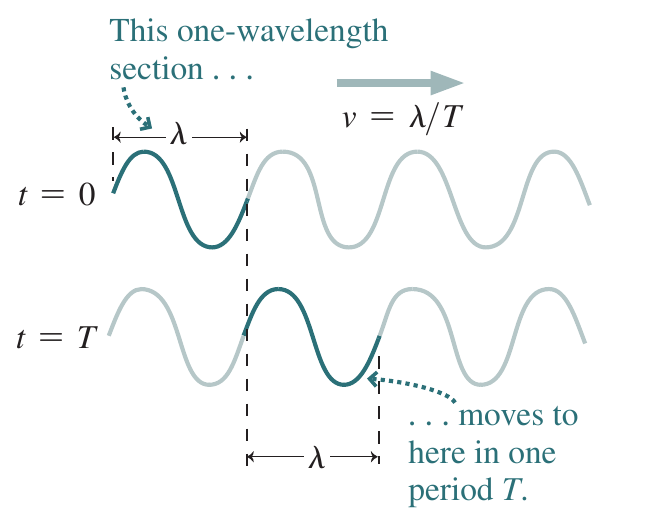 This one-wavelength
section . . .
v = λ/T
λ
t = 0
t = T
. . . moves to
here in one
period T.
λ